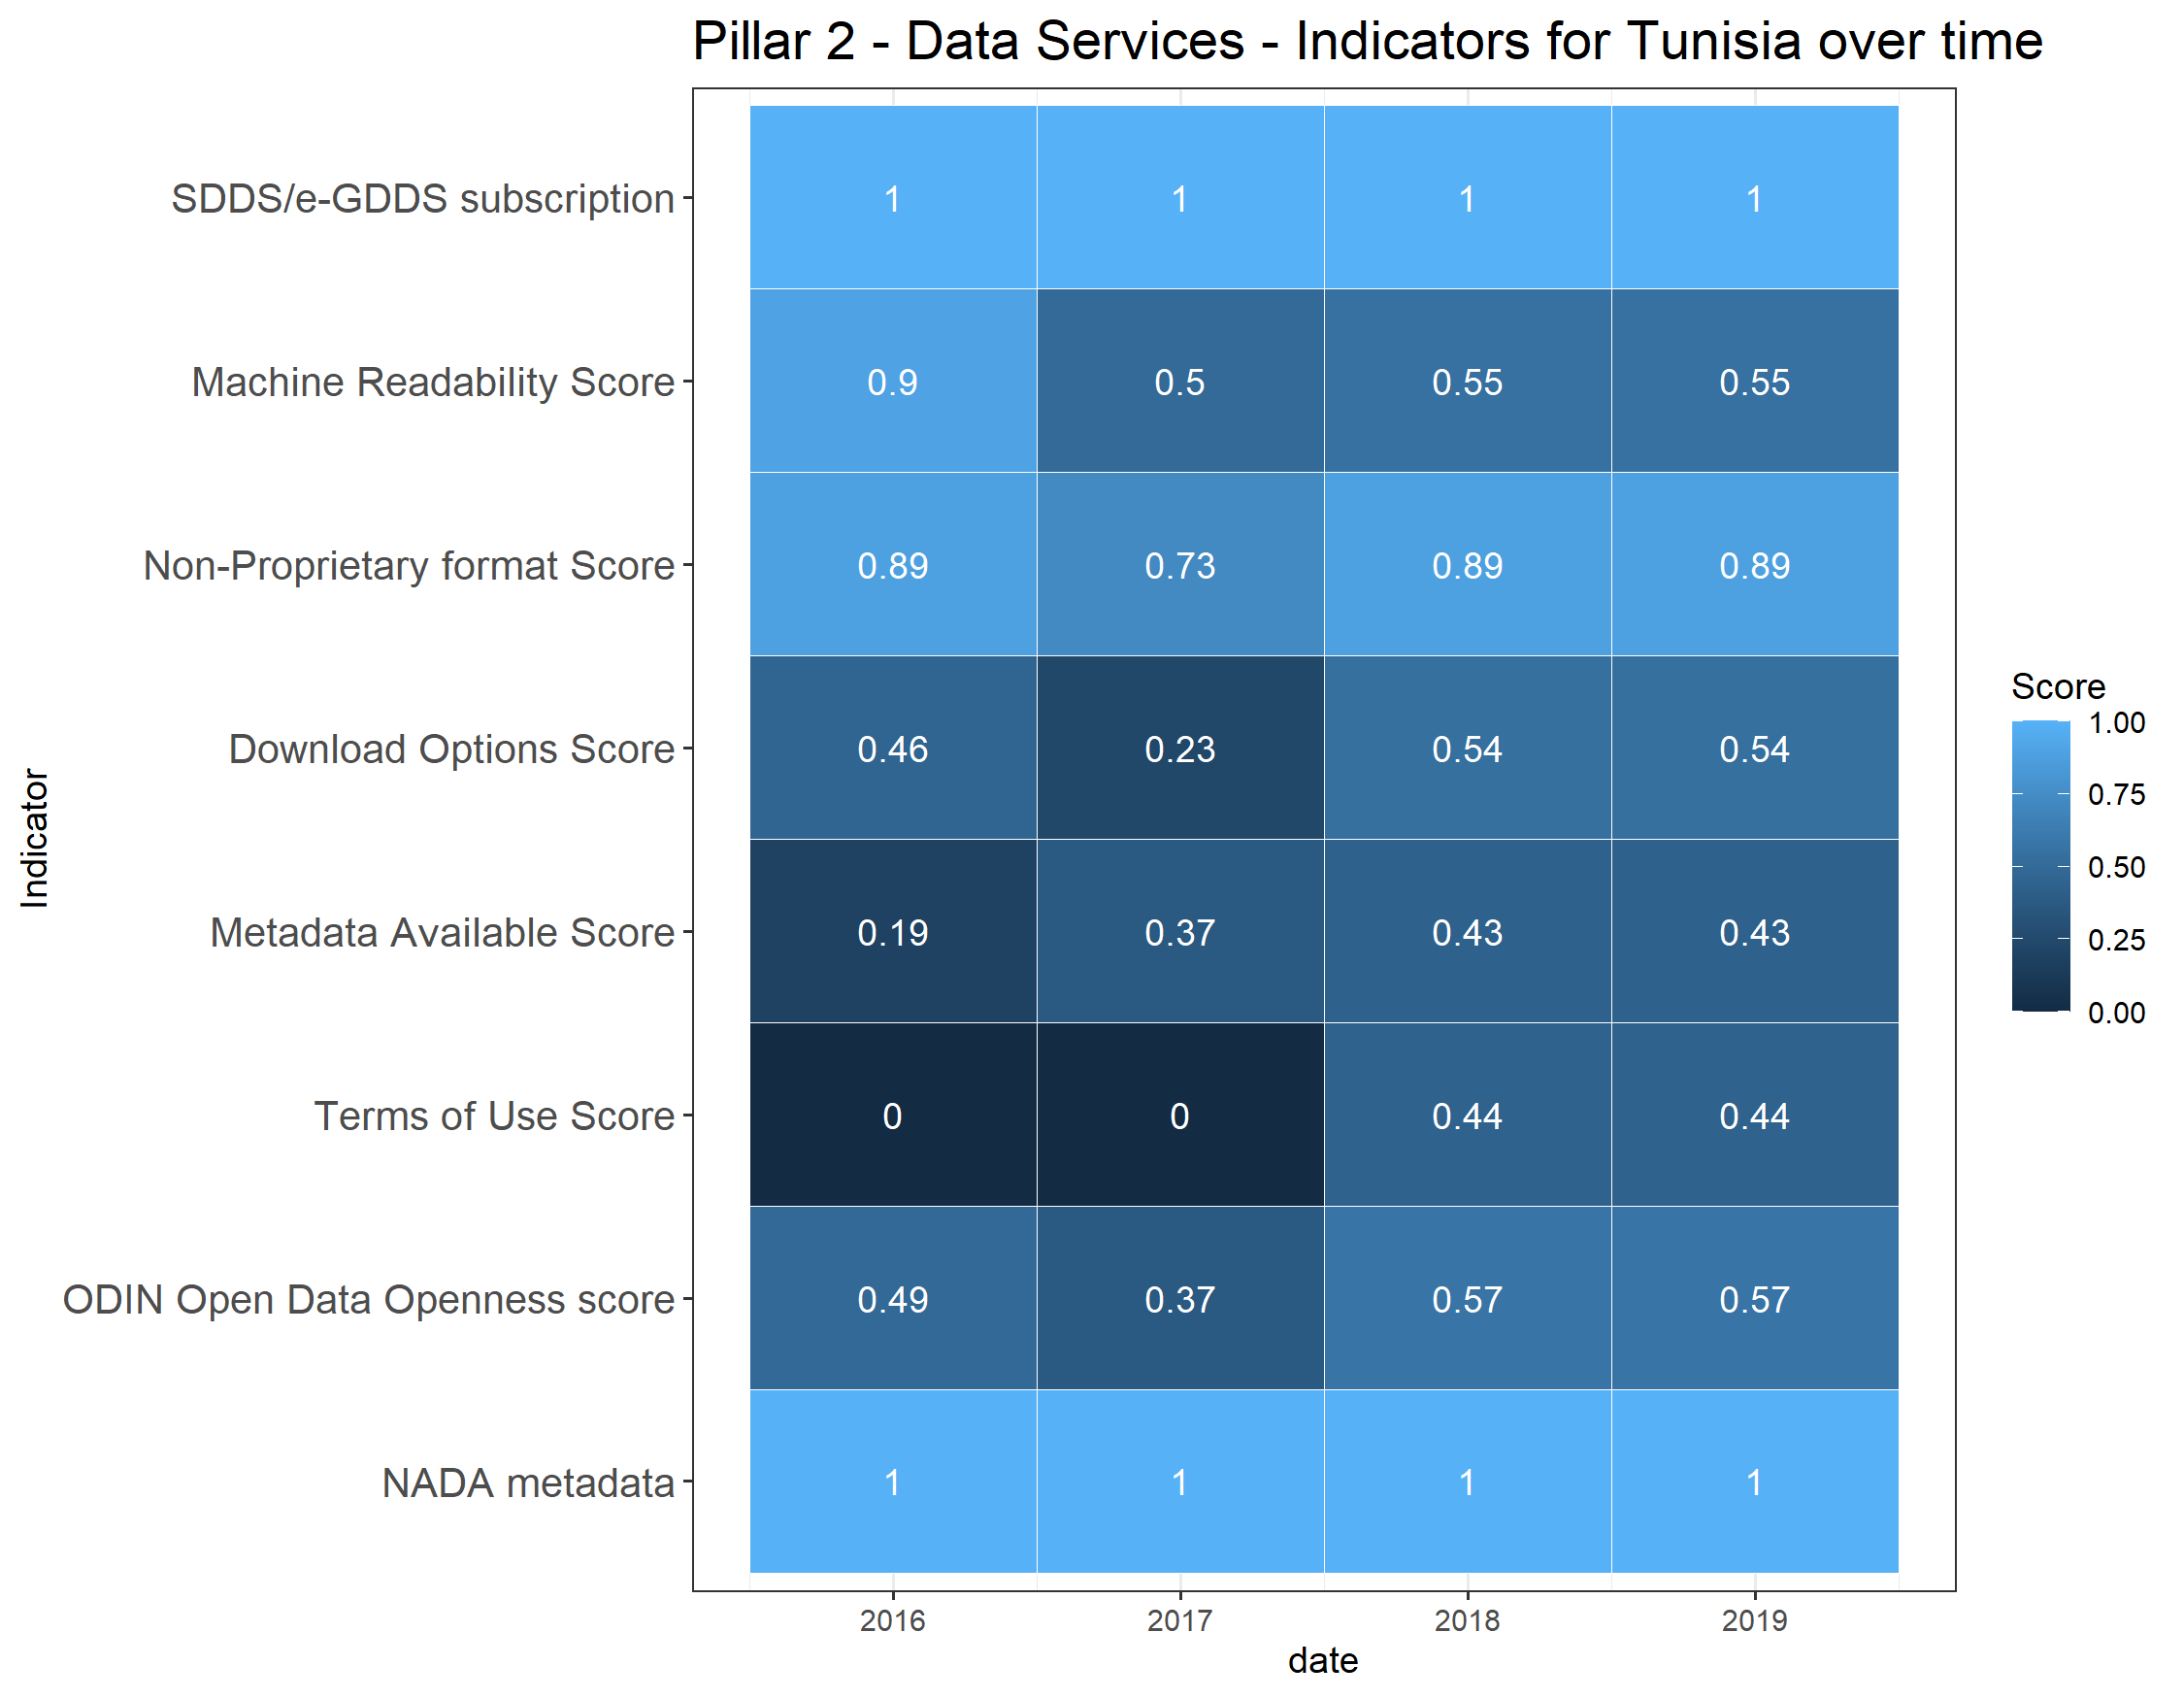 Pillar 2 - Data Services - Indicators for Tunisia over time
SDDS/e-GDDS subscription 1 1 1 1
Machine Readability Score 0.9 0.5 0.55 0.55
Non-Proprietary format Score 0.89 0.73 0.89 0.89
Download Options Score 0.46 0.23 0.54 0.54
Metadata Available Score 0.19 0.37 0.43 0.43
Terms of Use Score 0 0 0.44 0.44
ODIN Open Data Openness score 0.49 0.37 0.57 0.57
NADA metadata 1 1 1 1
2016 2017 2018 2019
date
Indicator
Score
1.00
0.75
0.50
0.25
0.00